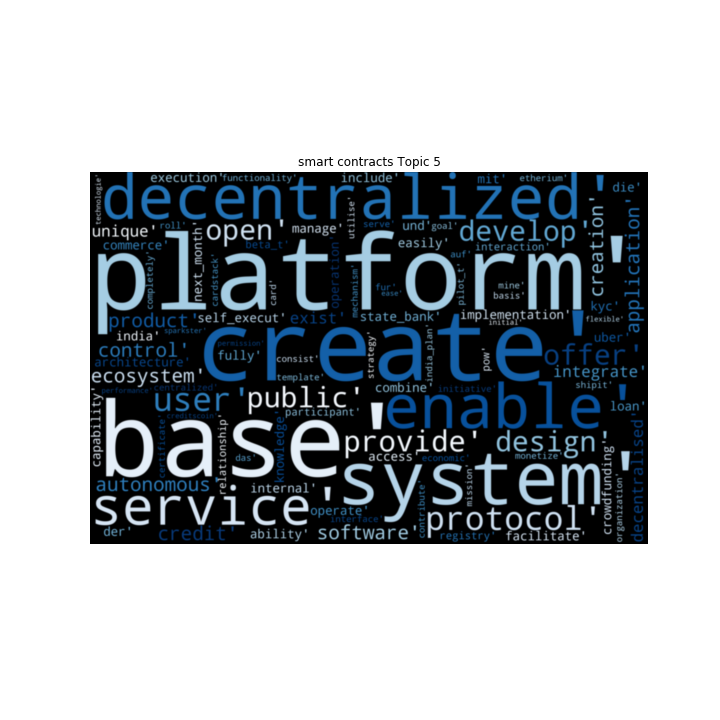 smart contracts Topic 5
technologie'
execution'
functionality'
include'
mit'
etherium'
die'
decentralized'
unique'
roll'
open'
manage'
utilise'
serve'
und'
goal'
develop'
creation'
application'
commerce'
completely'
next_month'
cardstack'
beta_t'
card'
operation'
easily'
interaction'
auf'
platform'
mechanism'
fur'
ease'
pilot_t'
mine'
basis'
kyc'
product'
self_execut'
exist'
state_bank'
implementation'
initial'
flexible'
india'
sparkster'
permission'
create'
uber'
control'
architecture'
fully'
consist'
strategy'
india_plan'
pow'
offer'
ecosystem'
template'
integrate'
performance'
centralized'
combine'
initiative'
shipit'
capability'
user'
creditscoin'
public'
participant'
enable'
loan'
base'
certificate'
relationship'
das'
knowledge'
provide'
access
economic'
design'
monetize'
crowdfunding'
organization'
decentralised'
autonomous
internal'
system'
mission'
service'
operate'
interface'
contribute'
protocol'
der'
credit'
ability'
software'
registry'
facilitate'